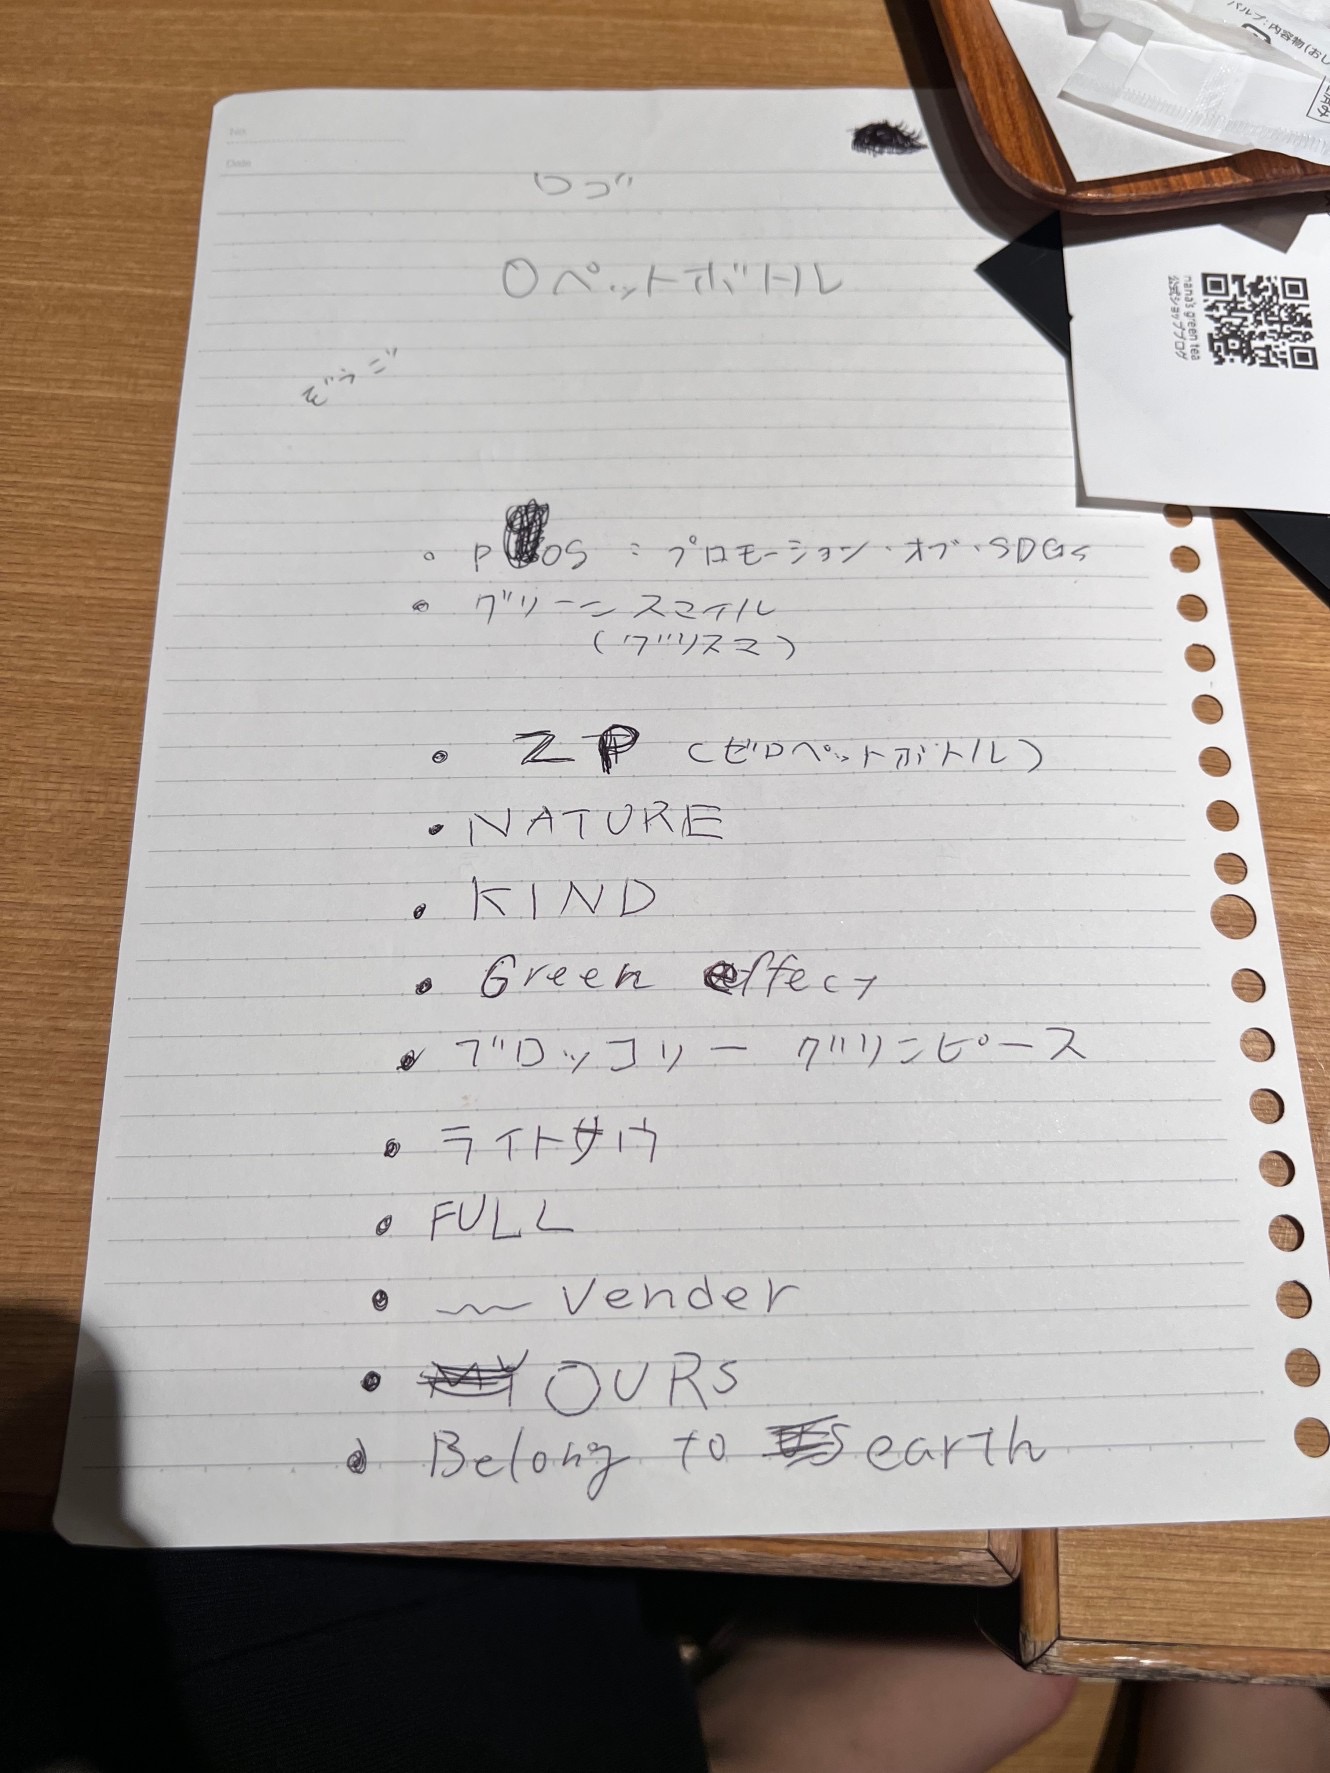 バルブ:内容物(おし
ロゴ
0ペットボトル
nana's green tea
公式ショップブログ
ぞうご
Date
• P OS : プロモーション・オブ・SDGs
• グリーンスマイル
(グリスマ)
• ZP (ゼロペットボトル)
• NATURE
• KIND
• Green effect
• ブロッコリー グリンピース
• ライトサウ
• FULL
• 〰 Vender
• MY OURS
• Belong to earth